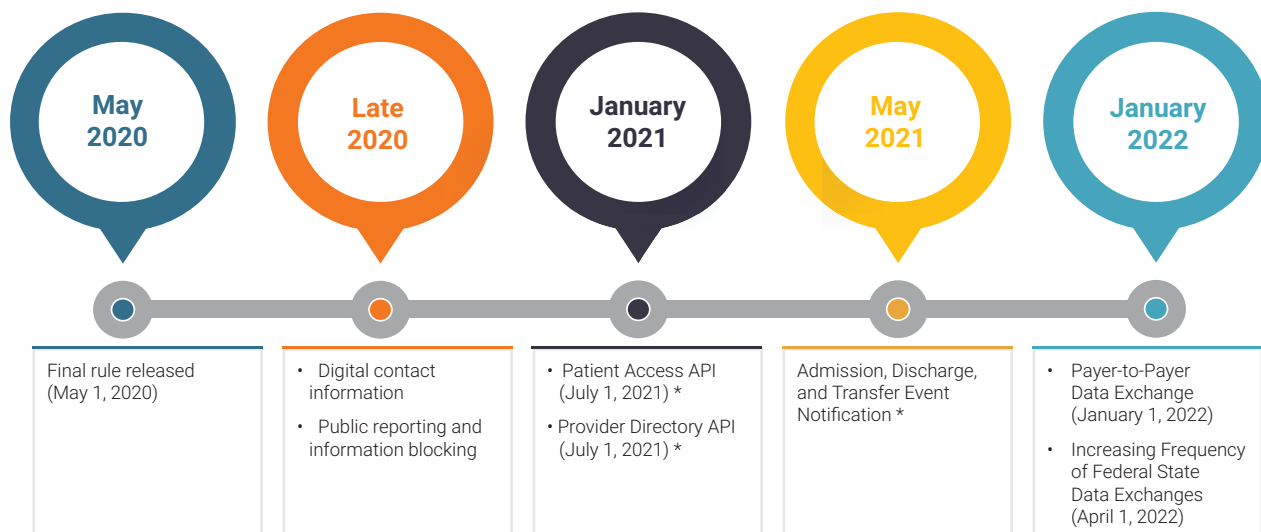 May
2020
Late
2020
January
2021
May
2021
January
2022
Final rule released
(May 1, 2020)
• Digital contact
information
• Public reporting and
information blocking
• Patient Access API
(July 1, 2021) *
• Provider Directory API
(July 1, 2021) *
Admission, Discharge,
and Transfer Event
Notification *
• Payer-to-Payer
Data Exchange
(January 1, 2022)
• Increasing Frequency
of Federal State
Data Exchanges
(April 1, 2022)